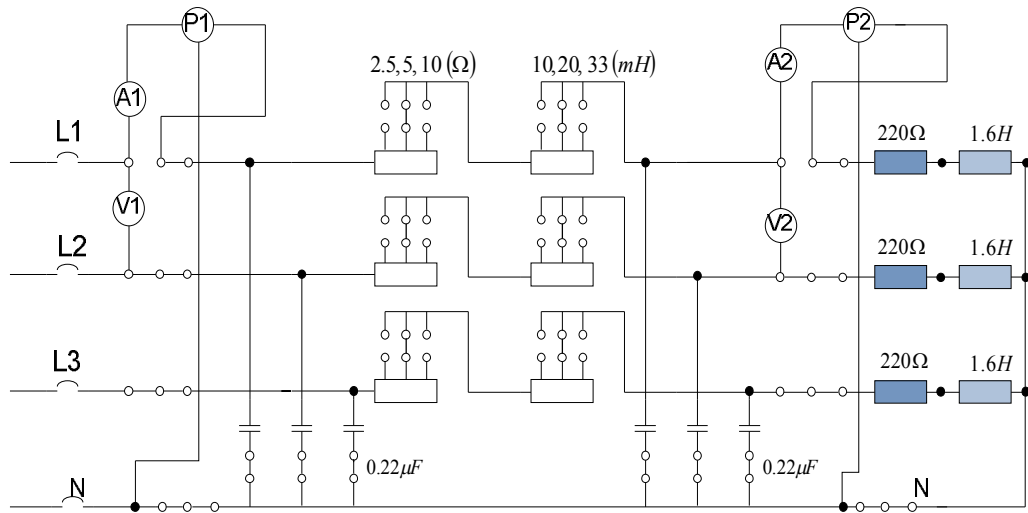 P1
P2
A1
A2
2.5,5,10 (Ω)
10,20,33 (mH)
L1
220Ω
1.6H
V1
V2
L2
220Ω
1.6H
L3
220Ω
1.6H
0.22µF
0.22µF
N
N